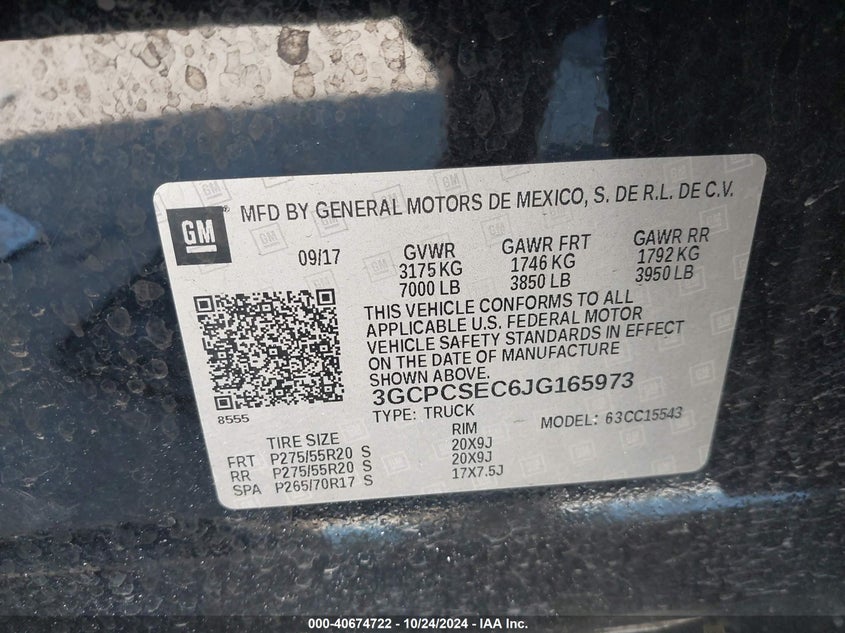 GM
MFD BY GENERAL MOTORS DE MEXICO, S. DE R.L. DE C.V.
09/17 GVWR GAWR FRT GAWR RR
3175 KG 1746 KG 1792 KG
7000 LB 3850 LB 3950 LB
THIS VEHICLE CONFORMS TO ALL
APPLICABLE U.S. FEDERAL MOTOR
VEHICLE SAFETY STANDARDS IN EFFECT
ON THE DATE OF MANUFACTURE
SHOWN ABOVE.
3GCPCSEC6JG165973
8555 TYPE: TRUCK MODEL: 63CC15543
TIRE SIZE RIM
FRT P275/55R20 S 20X9J
RR P275/55R20 S 20X9J
SPA P265/70R17 S 17X7.5J
000-40674722 - 10/24/2024 - IAA Inc.